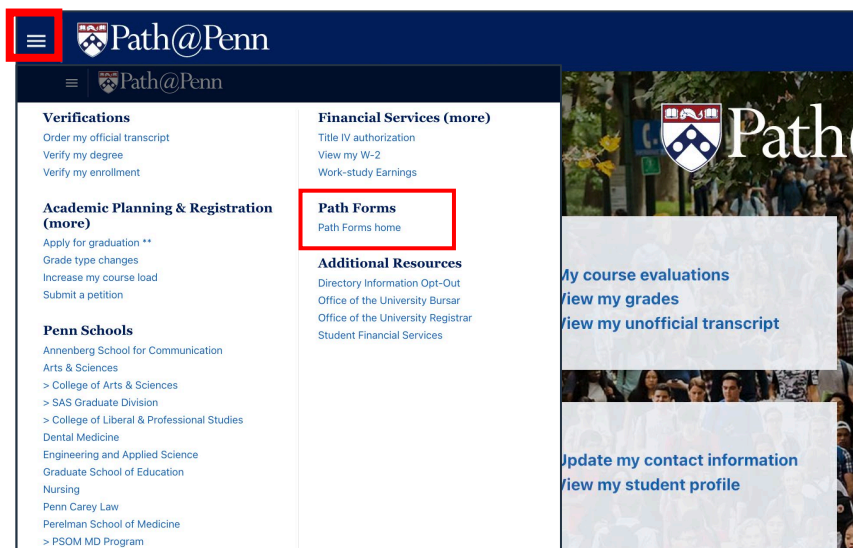 Path@Penn
Path@Penn
Verifications
Order my official transcript
Verify my degree
Verify my enrollment
Academic Planning & Registration
(more)
Apply for graduation **
Grade type changes
Increase my course load
Submit a petition
Penn Schools
Annenberg School for Communication
Arts & Sciences
> College of Arts & Sciences
> SAS Graduate Division
> College of Liberal & Professional Studies
Dental Medicine
Engineering and Applied Science
Graduate School of Education
Nursing
Penn Carey Law
Perelman School of Medicine
> PSOM MD Program
Financial Services (more)
Title IV authorization
View my W-2
Work-study Earnings
Path Forms
Path Forms home
Additional Resources
Directory Information Opt-Out
Office of the University Bursar
Office of the University Registrar
Student Financial Services
Path
My course evaluations
View my grades
View my unofficial transcript
Update my contact information
View my student profile